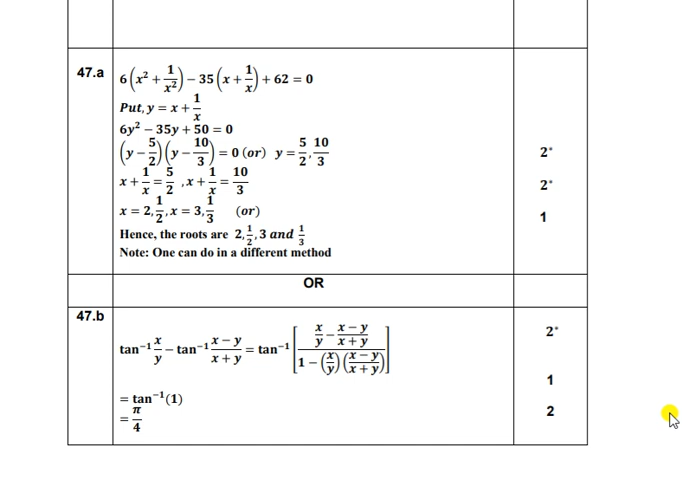 47.a
6(x² + 1/x²) − 35(x + 1/x) + 62 = 0
Put, y = x + 1/x
6y² − 35y + 50 = 0
(y − 5/2)(y − 10/3) = 0 (or) y = 5/2, 10/3
2*
x + 1/x = 5/2 , x + 1/x = 10/3
2*
x = 2, 1/2, x = 3, 1/3 (or)
1
Hence, the roots are 2, 1/2, 3 and 1/3
Note: One can do in a different method
OR
47.b
tan⁻¹ x/y − tan⁻¹ (x − y)/(x + y) = tan⁻¹ [ (x/y − (x − y)/(x + y)) / (1 − (x/y)((x − y)/(x + y))) ]
2*
1
= tan⁻¹(1)
= π/4
2